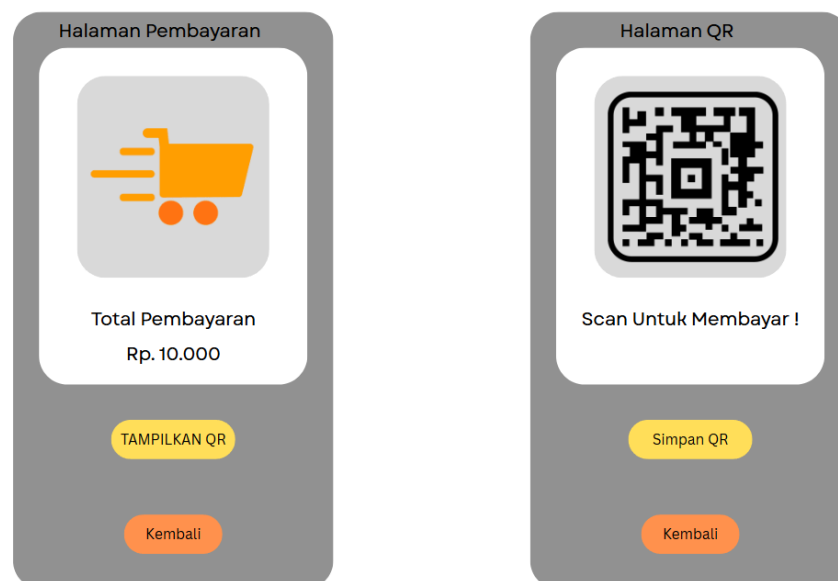 Halaman Pembayaran
Total Pembayaran
Rp. 10.000
TAMPILKAN QR
Kembali
Halaman QR
Scan Untuk Membayar !
Simpan QR
Kembali